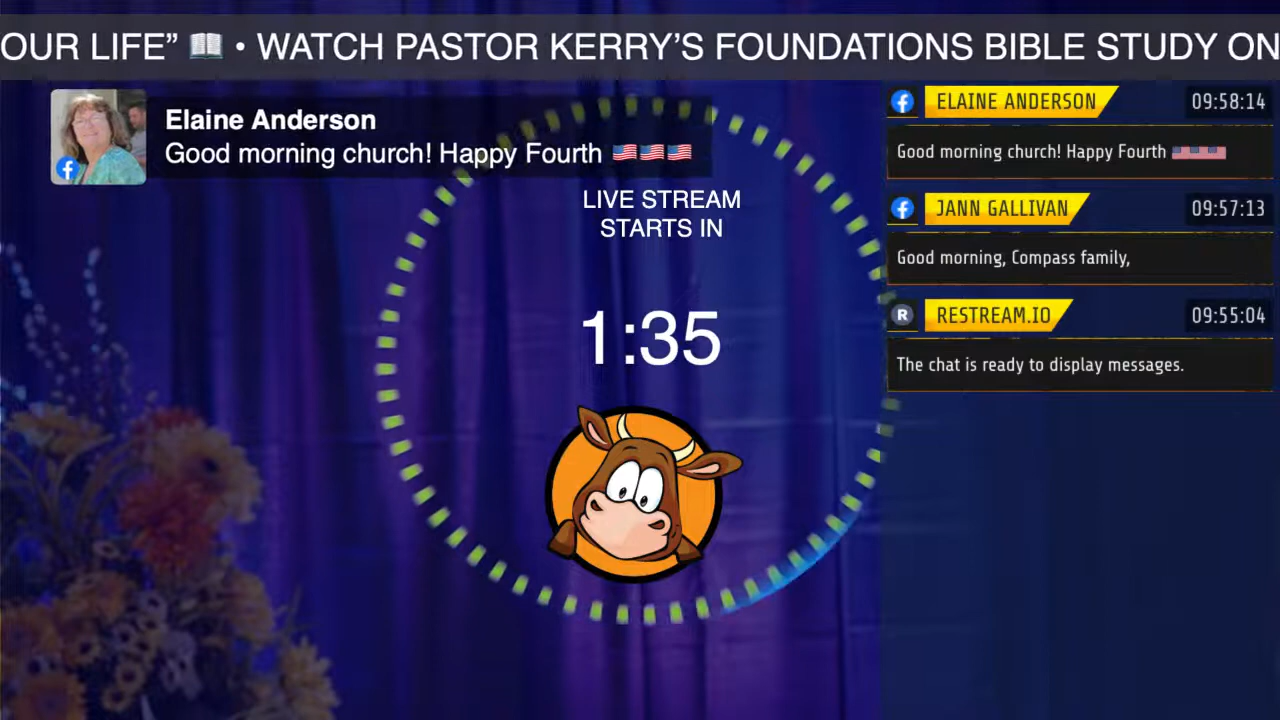 OUR LIFE” 📖 • WATCH PASTOR KERRY’S FOUNDATIONS BIBLE STUDY ON
Elaine Anderson
Good morning church! Happy Fourth 🇺🇸🇺🇸🇺🇸
LIVE STREAM
STARTS IN
1:35
ELAINE ANDERSON 09:58:14
Good morning church! Happy Fourth 🇺🇸🇺🇸🇺🇸
JANN GALLIVAN 09:57:13
Good morning, Compass family,
R RESTREAM.IO 09:55:04
The chat is ready to display messages.